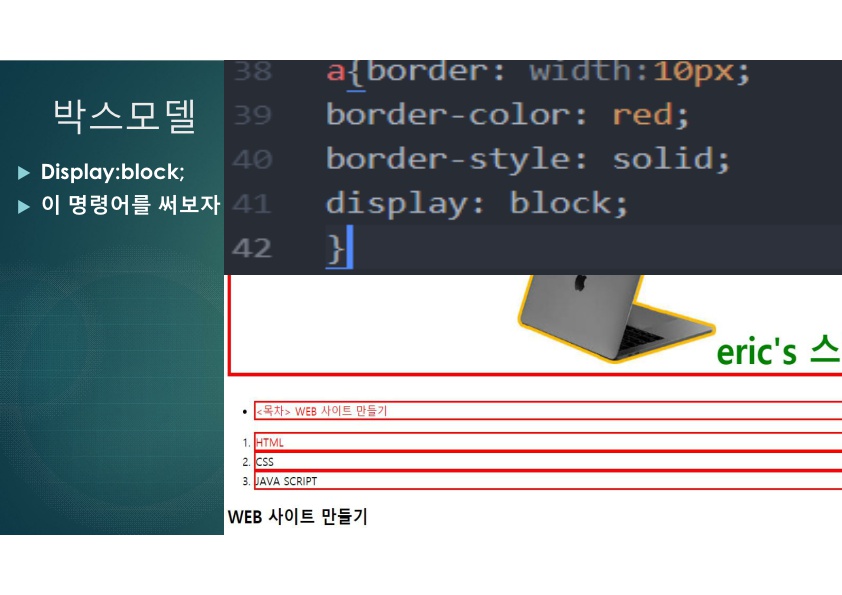 박스모델
Display:block;
이 명령어를 써보자
38 a{border: width:10px;
39 border-color: red;
40 border-style: solid;
41 display: block;
42 }
eric's 스
<목차> WEB 사이트 만들기
1. HTML
2. CSS
3. JAVA SCRIPT
WEB 사이트 만들기